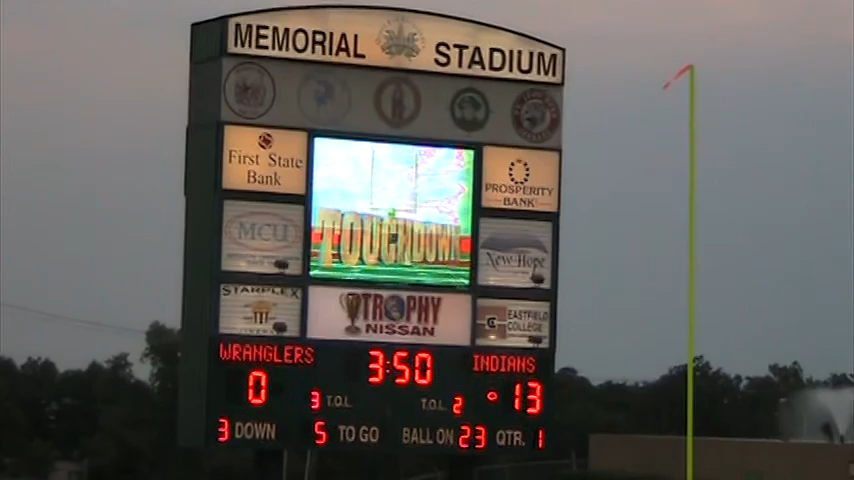 MEMORIAL STADIUM
First State
Bank
PROSPERITY
BANK
TOUCHDOWN
MCU
New Hope
STARPLEX
CINEMA
TROPHY
NISSAN
EASTFIELD
COLLEGE
WRANGLERS 3:50 INDIANS
0 3 T.O.L. T.O.L. 2 13
3 DOWN 5 TO GO BALL ON 23 QTR. 1